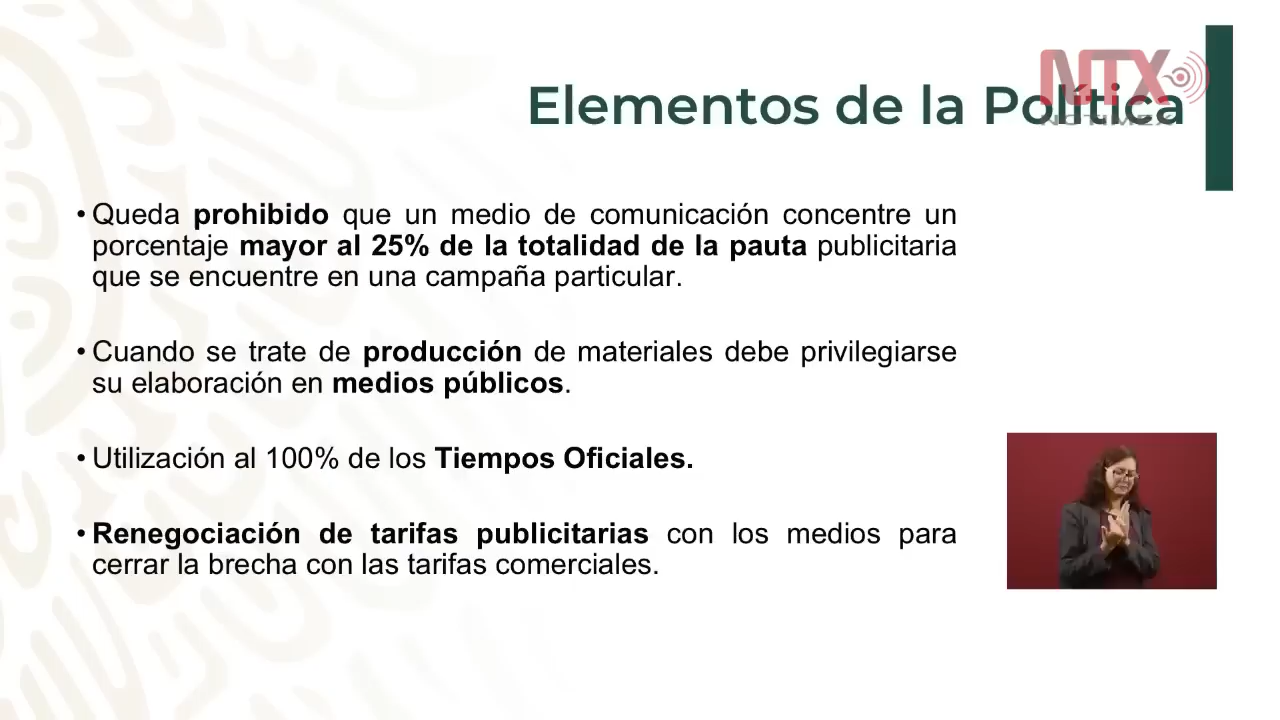 NTX
NOTIMEX
Elementos de la Política
• Queda prohibido que un medio de comunicación concentre un
porcentaje mayor al 25% de la totalidad de la pauta publicitaria
que se encuentre en una campaña particular.
• Cuando se trate de producción de materiales debe privilegiarse
su elaboración en medios públicos.
• Utilización al 100% de los Tiempos Oficiales.
• Renegociación de tarifas publicitarias con los medios para
cerrar la brecha con las tarifas comerciales.